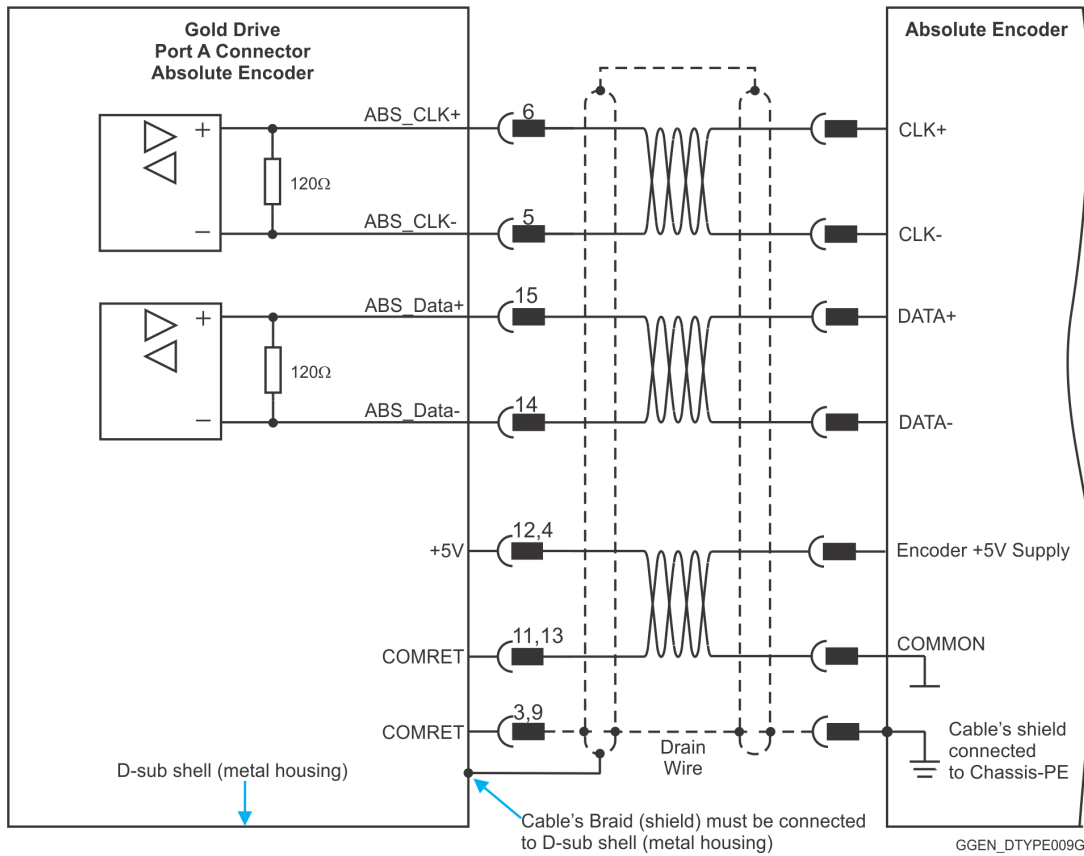 Gold Drive
Port A Connector
Absolute Encoder
Absolute Encoder
ABS_CLK+
6
CLK+
+
120Ω
−
ABS_CLK-
5
CLK-
ABS_Data+
15
DATA+
+
120Ω
−
ABS_Data-
14
DATA-
+5V
12,4
Encoder +5V Supply
COMRET
11,13
COMMON
COMRET
3,9
Drain
Wire
Cable's shield
connected
to Chassis-PE
D-sub shell (metal housing)
Cable's Braid (shield) must be connected
to D-sub shell (metal housing)
GGEN_DTYPE009G